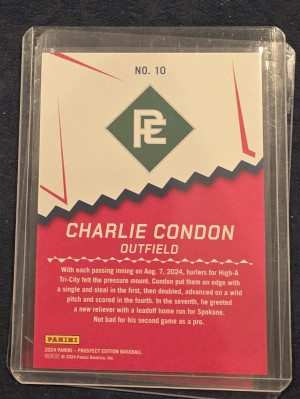 NO. 10
PE
CHARLIE CONDON
OUTFIELD
With each passing inning on Aug. 7, 2024, hurlers for High-A
Tri-City felt the pressure mount. Condon put them on edge with
a single and steal in the first, then doubled, advanced on a wild
pitch and scored in the fourth. In the seventh, he greeted
a new reliever with a leadoff home run for Spokane.
Not bad for his second game as a pro.
PANINI
2024 PANINI - PROSPECT EDITION BASEBALL
© 2024 Panini America, Inc.